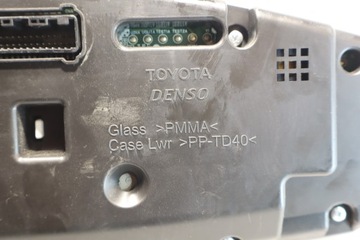 TOYOTA
DENSO
Glass >PMMA<
Case Lwr >PP-TD40<